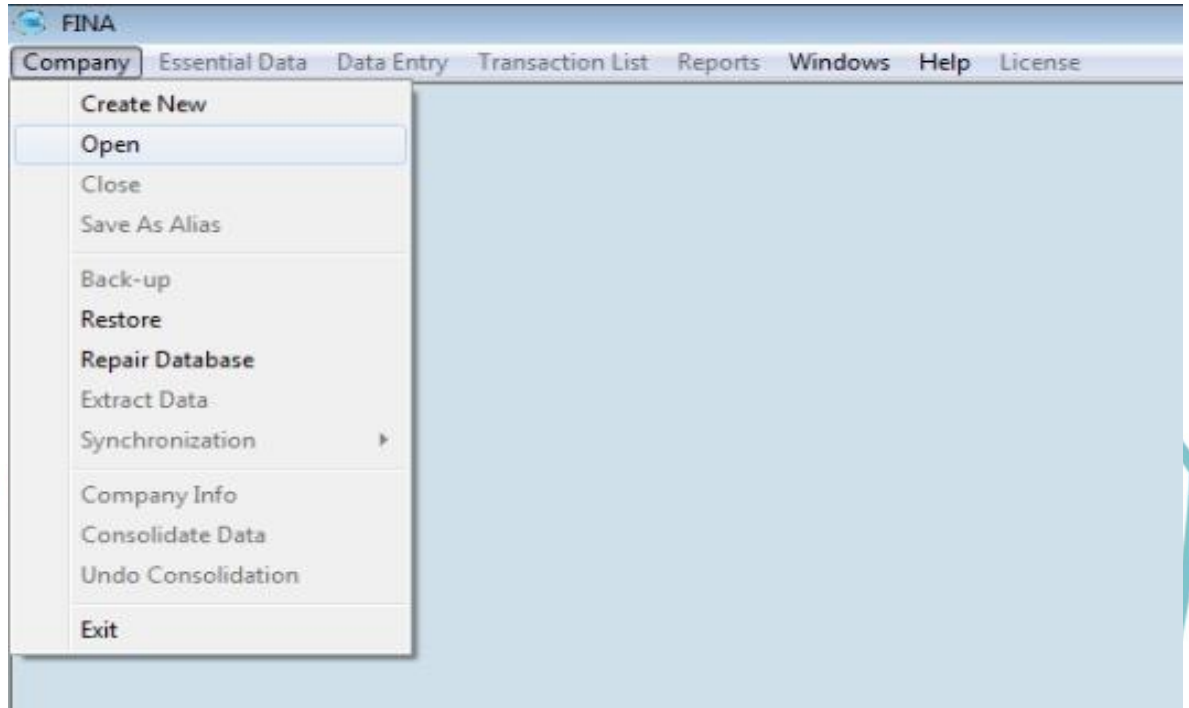 FINA
Company Essential Data Data Entry Transaction List Reports Windows Help License
Create New
Open
Close
Save As Alias
Back-up
Restore
Repair Database
Extract Data
Synchronization
Company Info
Consolidate Data
Undo Consolidation
Exit